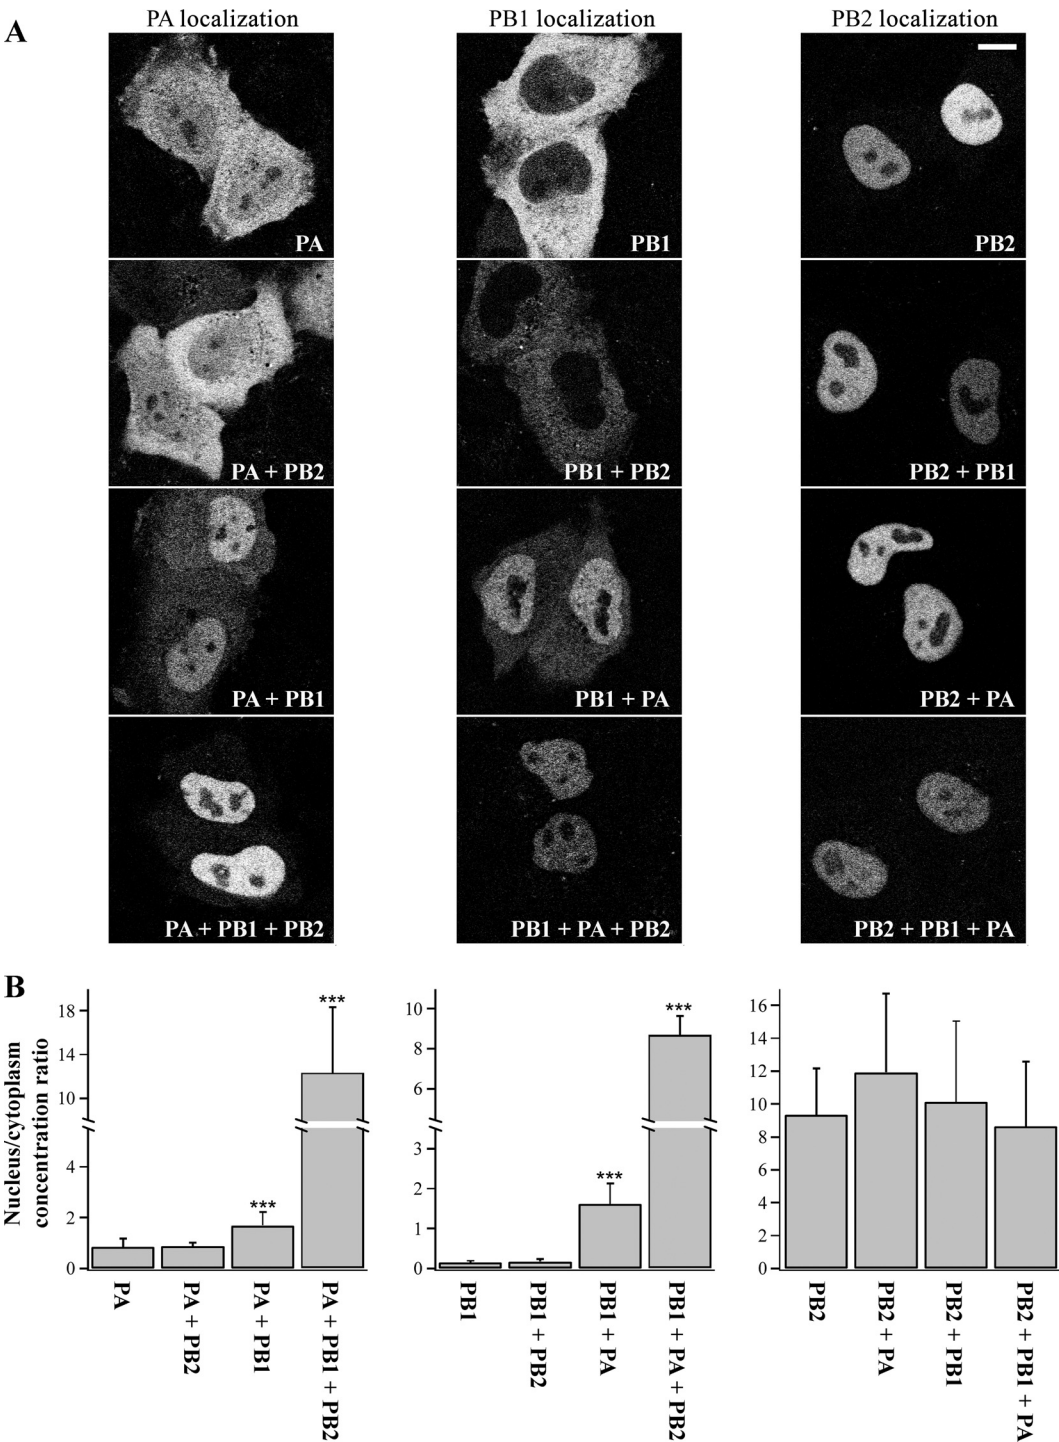 A
PA localization
PB1 localization
PB2 localization
PA
PB1
PB2
PA + PB2
PB1 + PB2
PB2 + PB1
PA + PB1
PB1 + PA
PB2 + PA
PA + PB1 + PB2
PB1 + PA + PB2
PB2 + PB1 + PA
B
Nucleus/cytoplasm
concentration ratio
18
14
10
4
2
0
***
***
PA
PA + PB2
PA + PB1
PA + PB1 + PB2
10
8
6
3
2
1
0
***
***
PB1
PB1 + PB2
PB1 + PA
PB1 + PA + PB2
16
14
12
10
8
6
4
2
0
PB2
PB2 + PA
PB2 + PB1
PB2 + PB1 + PA